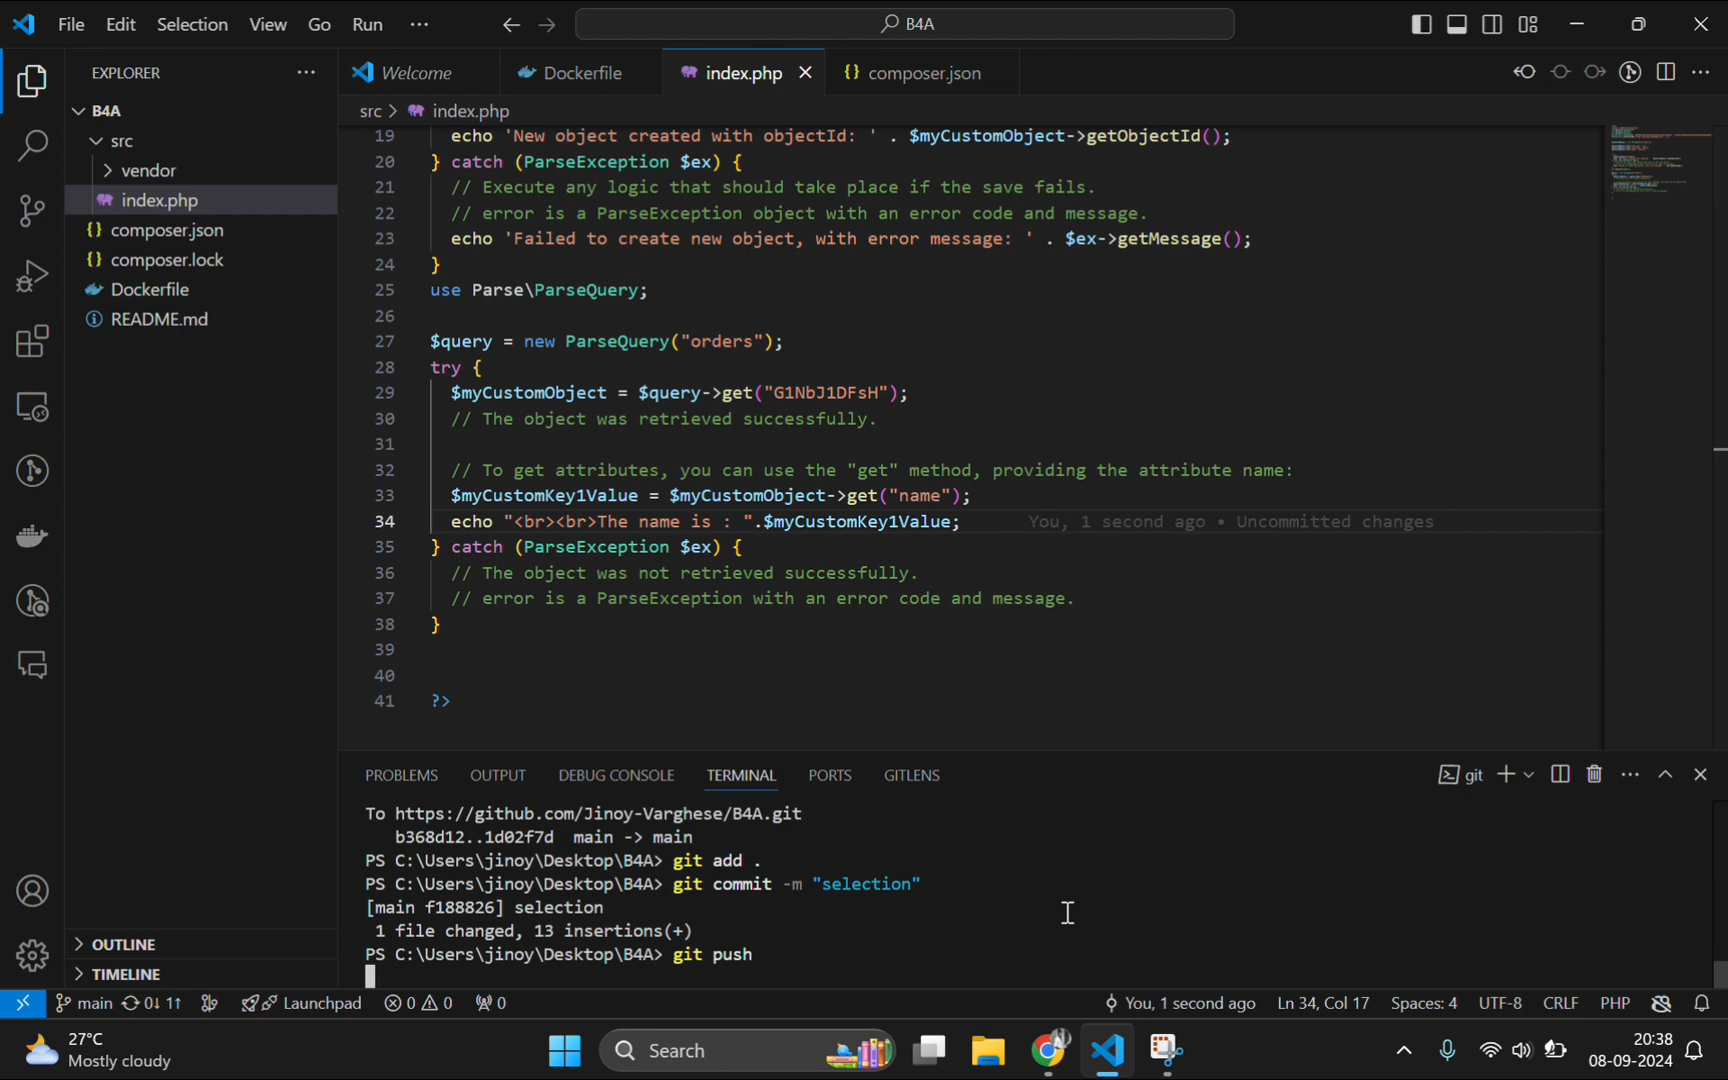 File Edit Selection View Go Run ··· B4A
EXPLORER ···
B4A
src
vendor
index.php
composer.json
composer.lock
Dockerfile
README.md
OUTLINE
TIMELINE
Welcome Dockerfile index.php {} composer.json
src > index.php
19 echo 'New object created with objectId: ' . $myCustomObject->getObjectId();
20 } catch (ParseException $ex) {
21 // Execute any logic that should take place if the save fails.
22 // error is a ParseException object with an error code and message.
23 echo 'Failed to create new object, with error message: ' . $ex->getMessage();
24 }
25 use Parse\ParseQuery;
26
27 $query = new ParseQuery("orders");
28 try {
29 $myCustomObject = $query->get("G1NbJ1DFsH");
30 // The object was retrieved successfully.
31
32 // To get attributes, you can use the "get" method, providing the attribute name:
33 $myCustomKey1Value = $myCustomObject->get("name");
34 echo "<br><br>The name is : ".$myCustomKey1Value; You, 1 second ago • Uncommitted changes
35 } catch (ParseException $ex) {
36 // The object was not retrieved successfully.
37 // error is a ParseException with an error code and message.
38 }
39
40
41 ?>
PROBLEMS OUTPUT DEBUG CONSOLE TERMINAL PORTS GITLENS git
To https://github.com/Jinoy-Varghese/B4A.git
b368d12..1d02f7d main -> main
PS C:\Users\jinoy\Desktop\B4A> git add .
PS C:\Users\jinoy\Desktop\B4A> git commit -m "selection"
[main f188826] selection
1 file changed, 13 insertions(+)
PS C:\Users\jinoy\Desktop\B4A> git push
main 0↓ 1↑ Launchpad 0 0 0 You, 1 second ago Ln 34, Col 17 Spaces: 4 UTF-8 CRLF PHP
27°C
Mostly cloudy
Search
20:38
08-09-2024